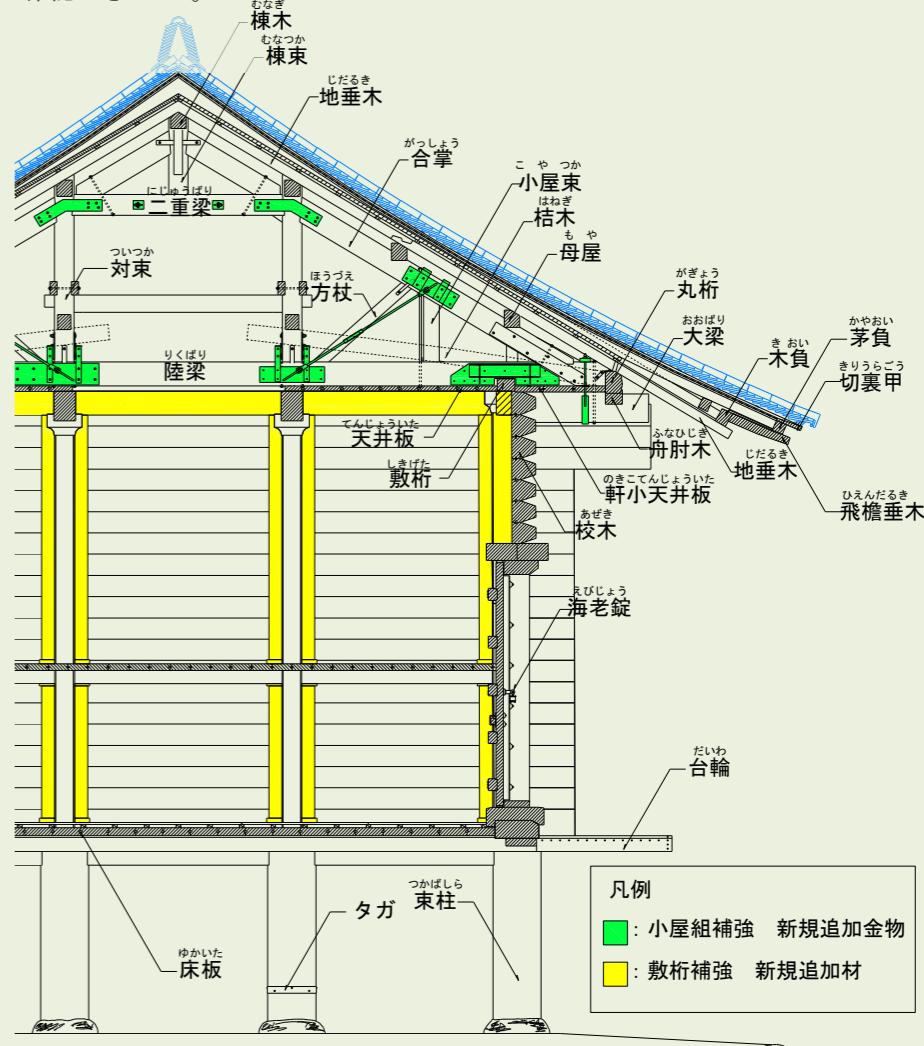 むなぎ
棟木
むなつか
棟束
じだるき
地垂木
がっしょう
合掌
こ や つか
小屋束
はねぎ
桔木
も や
母屋
にじゅうばり
二重梁
ついつか
対束
ほうづえ
方杖
がぎょう
丸桁
おおばり
大梁
かやおい
茅負
き おい
木負
きりうらごう
切裏甲
りくばり
陸梁
てんじょういた
天井板
しきげた
敷桁
ふなひじき
舟肘木
じだるき
地垂木
のきこてんじょういた
軒小天井板
ひえんだるき
飛檐垂木
あぜき
校木
えびじょう
海老錠
だいわ
台輪
つかばしら
束柱
タガ
ゆかいた
床板
凡例
: 小屋組補強 新規追加金物
: 敷桁補強 新規追加材